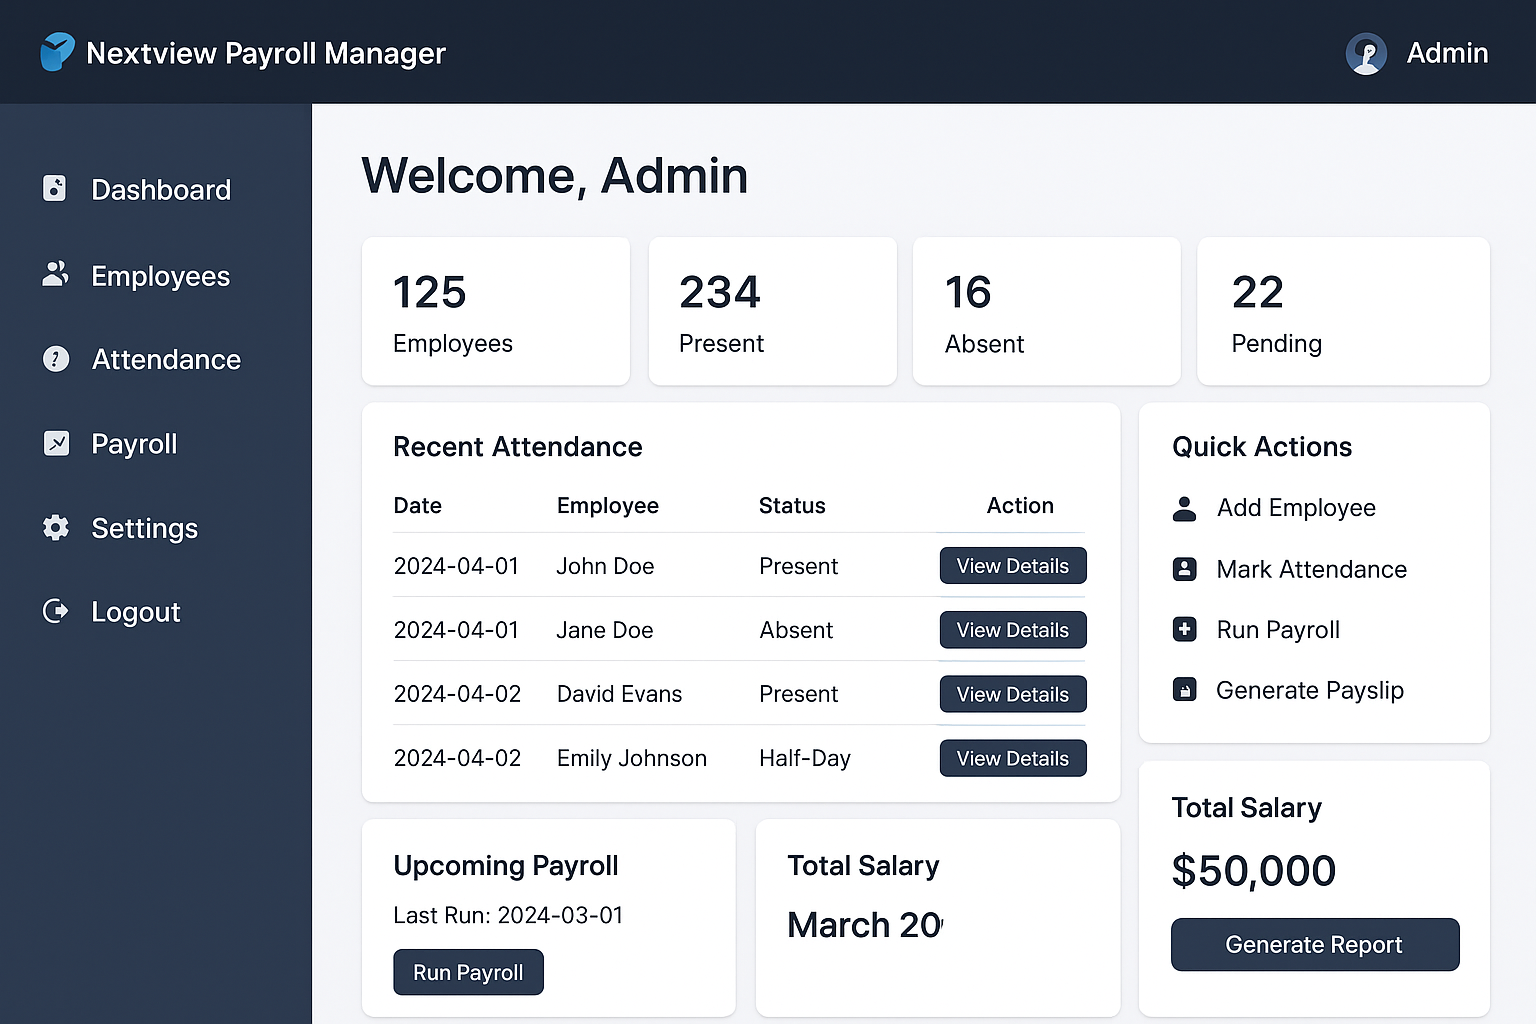 Nextview Payroll Manager
Admin
Dashboard
Employees
Attendance
Payroll
Settings
Logout
Welcome, Admin
125
Employees
234
Present
16
Absent
22
Pending
Recent Attendance
Date Employee Status Action
2024-04-01 John Doe Present View Details
2024-04-01 Jane Doe Absent View Details
2024-04-02 David Evans Present View Details
2024-04-02 Emily Johnson Half-Day View Details
Quick Actions
Add Employee
Mark Attendance
Run Payroll
Generate Payslip
Upcoming Payroll
Last Run: 2024-03-01
Run Payroll
Total Salary
March 20
Total Salary
$50,000
Generate Report